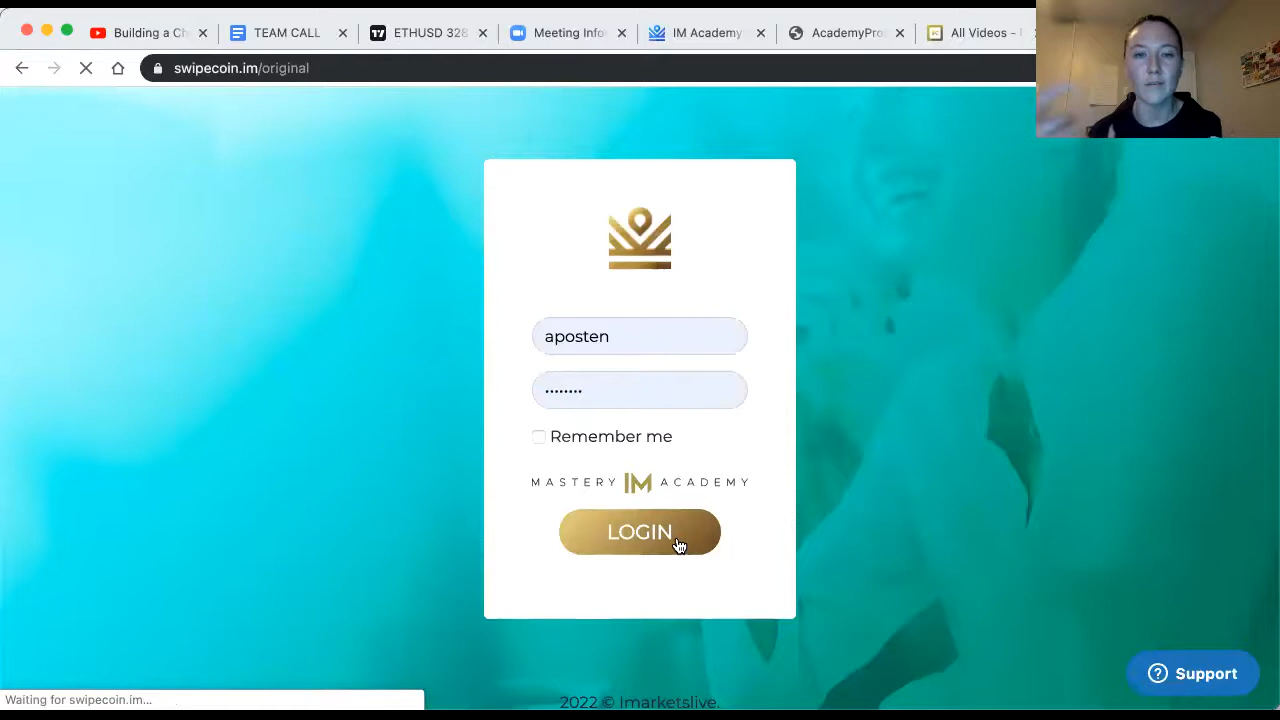 Building a Ch
TEAM CALL
ETHUSD 328
Meeting Info
IM Academy
AcademyPro
All Videos -
swipecoin.im/original
aposten
••••••••
Remember me
MASTERY IM ACADEMY
LOGIN
Support
Waiting for swipecoin.im...
2022 © Imarketslive.